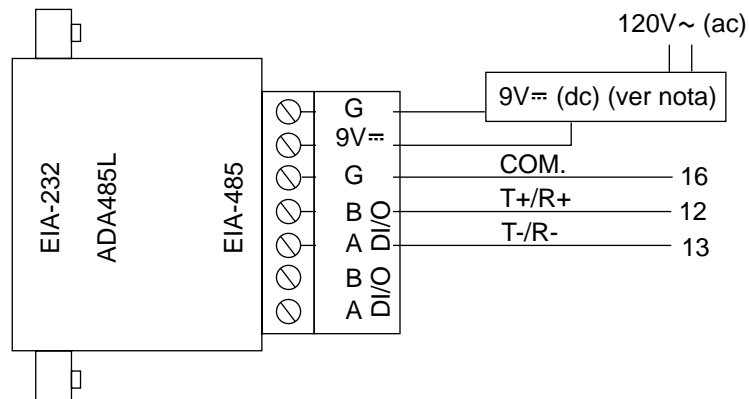 120V~ (ac)
9V⎓ (dc) (ver nota)
G
9V⎓
G
COM.
16
B
T+/R+
12
A
T-/R-
13
DI/O
B
A
DI/O
EIA-232
ADA485L
EIA-485